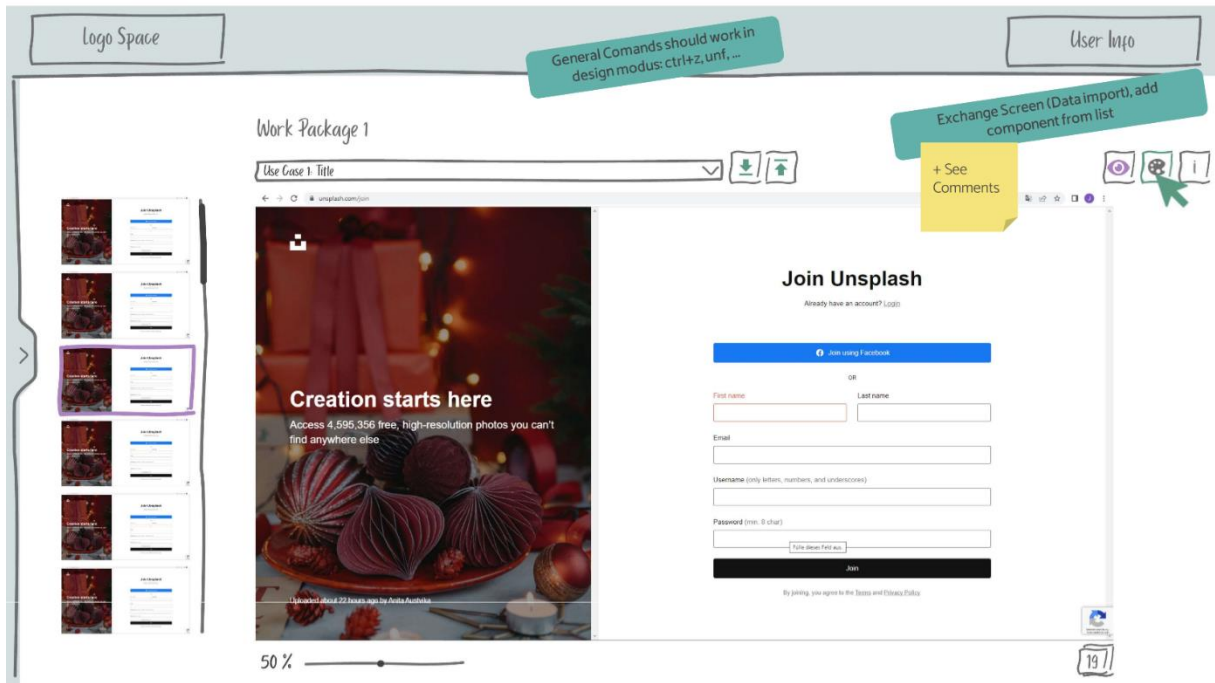 Logo Space
General Comands should work in
design modus: ctrl+z, unf, ...
User Info
Exchange Screen (Data import), add
component from list
Work Package 1
Use Case 1: Title
+ See
Comments
i
unsplash.com/join
J
Join Unsplash
Already have an account? Login
Join using Facebook
OR
First name
Last name
Email
Username (only letters, numbers, and underscores)
Password (min. 8 char)
Fülle dieses Feld aus.
Join
By joining, you agree to the Terms and Privacy Policy.
Creation starts here
Access 4,595,356 free, high-resolution photos you can't
find anywhere else
Uploaded about 22 hours ago by Anita Austvika
50 %
19